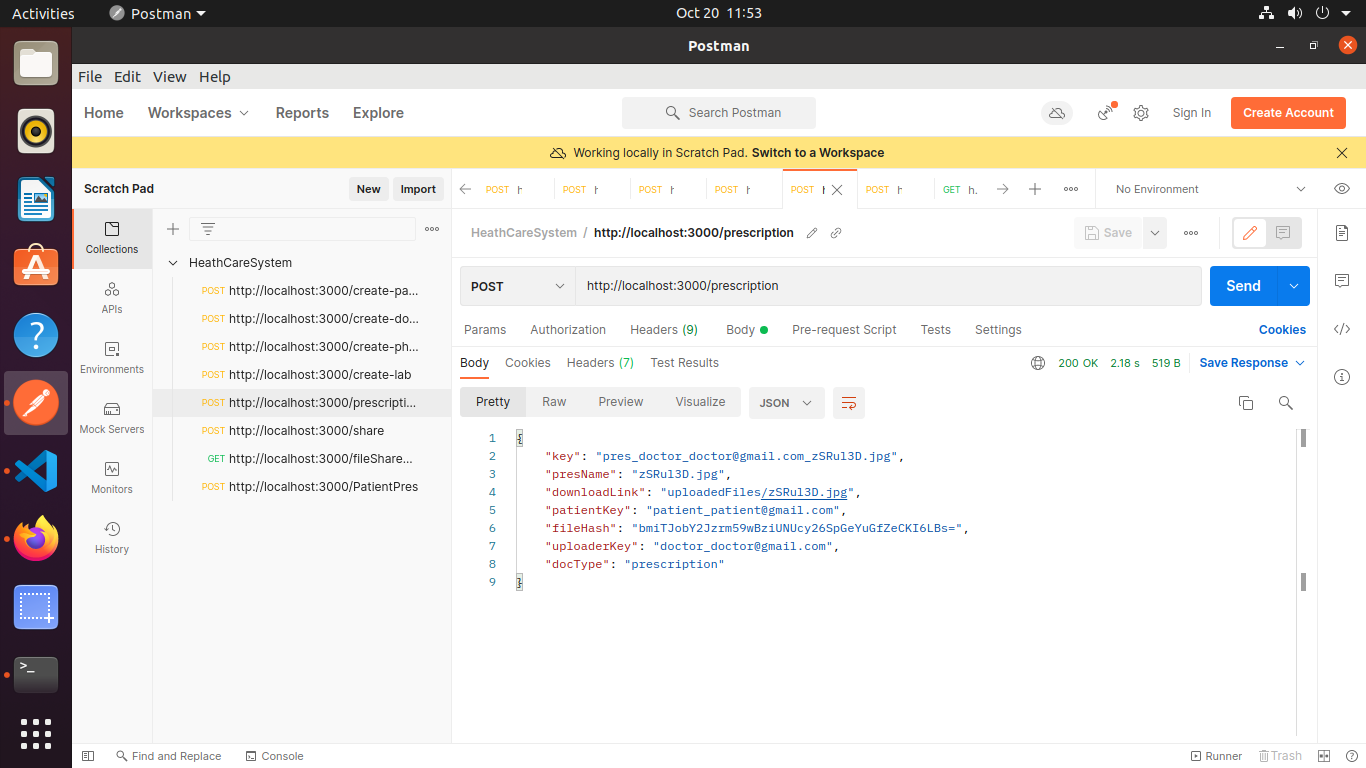 Activities Postman Oct 20 11:53
Postman
File Edit View Help
Home Workspaces Reports Explore Search Postman Sign In Create Account
Working locally in Scratch Pad. Switch to a Workspace
Scratch Pad New Import POST POST POST POST POST POST GET h. No Environment
Collections
HeathCareSystem / http://localhost:3000/prescription Save
HeathCareSystem
POST http://localhost:3000/prescription Send
POST http://localhost:3000/create-pa...
APIs
POST http://localhost:3000/create-do...
Params Authorization Headers (9) Body Pre-request Script Tests Settings Cookies
POST http://localhost:3000/create-ph...
Environments
Body Cookies Headers (7) Test Results 200 OK 2.18 s 519 B Save Response
POST http://localhost:3000/create-lab
POST http://localhost:3000/prescripti...
Pretty Raw Preview Visualize JSON
Mock Servers
POST http://localhost:3000/share
GET http://localhost:3000/fileShare...
Monitors
POST http://localhost:3000/PatientPres
History
1 {
2 "key": "pres_doctor_doctor@gmail.com_zSRul3D.jpg",
3 "presName": "zSRul3D.jpg",
4 "downloadLink": "uploadedFiles/zSRul3D.jpg",
5 "patientKey": "patient_patient@gmail.com",
6 "fileHash": "bmiTJobY2Jzrm59wBziUNUcy26SpGeYuGfZeCKI6LBs=",
7 "uploaderKey": "doctor_doctor@gmail.com",
8 "docType": "prescription"
9 }
Find and Replace Console Runner Trash